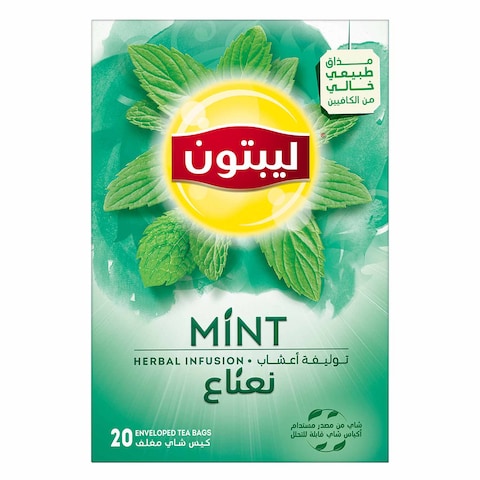 مذاق
طبيعي
خالي
من الكافيين
ليبتون
MINT
HERBAL INFUSION • توليفة أعشاب
نعناع
20 ENVELOPED TEA BAGS
كيس شاي مغلف
شاي من مصدر مستدام
أكياس شاي قابلة للتحلل